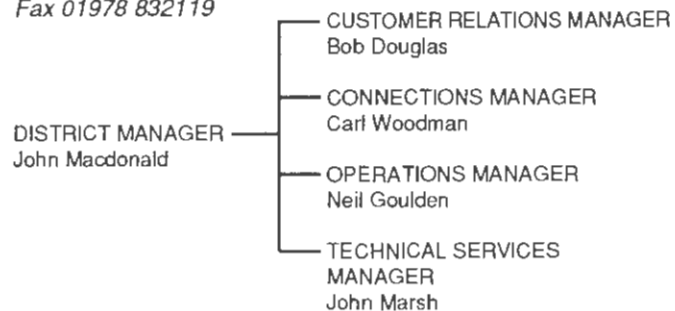 Fax 01978 832119
DISTRICT MANAGER
John Macdonald
CUSTOMER RELATIONS MANAGER
Bob Douglas
CONNECTIONS MANAGER
Carl Woodman
OPERATIONS MANAGER
Neil Goulden
TECHNICAL SERVICES
MANAGER
John Marsh